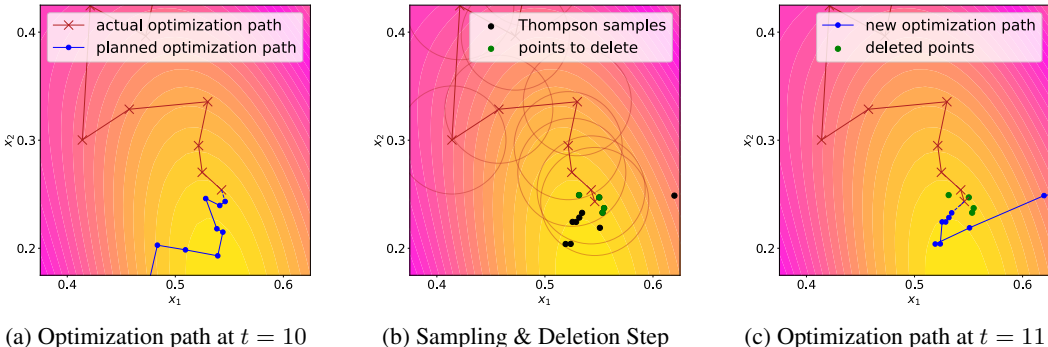 actual optimization path
planned optimization path
0.4
0.3
0.2
x₂
0.4 0.5 0.6
x₁
(a) Optimization path at t = 10
Thompson samples
points to delete
0.4
0.3
0.2
x₂
0.4 0.5 0.6
x₁
(b) Sampling & Deletion Step
new optimization path
deleted points
0.4
0.3
0.2
x₂
0.4 0.5 0.6
x₁
(c) Optimization path at t = 11